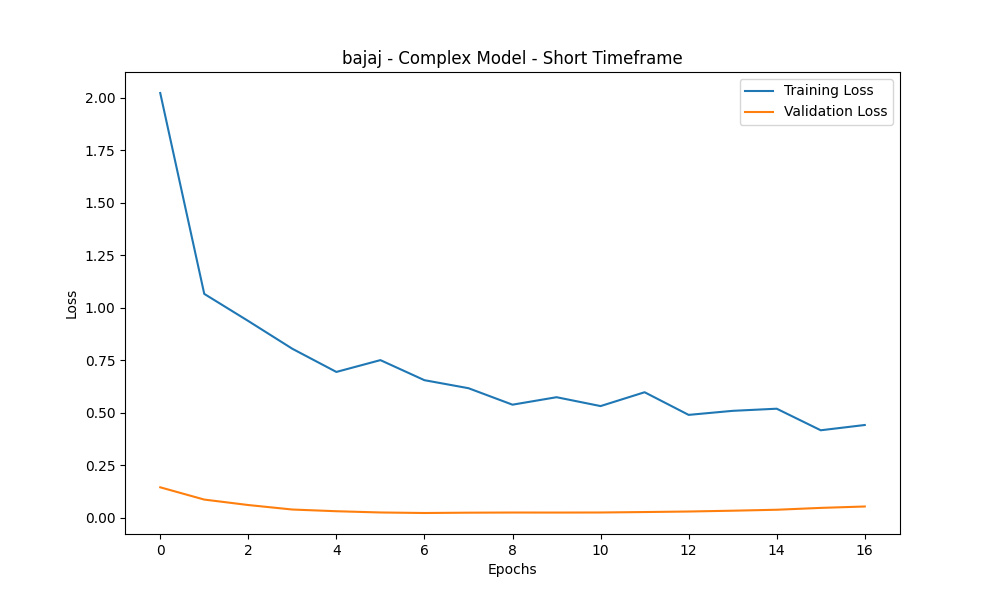 bajaj - Complex Model - Short Timeframe
Training Loss
Validation Loss
2.00
1.75
1.50
1.25
1.00
0.75
0.50
0.25
0.00
Loss
0 2 4 6 8 10 12 14 16
Epochs